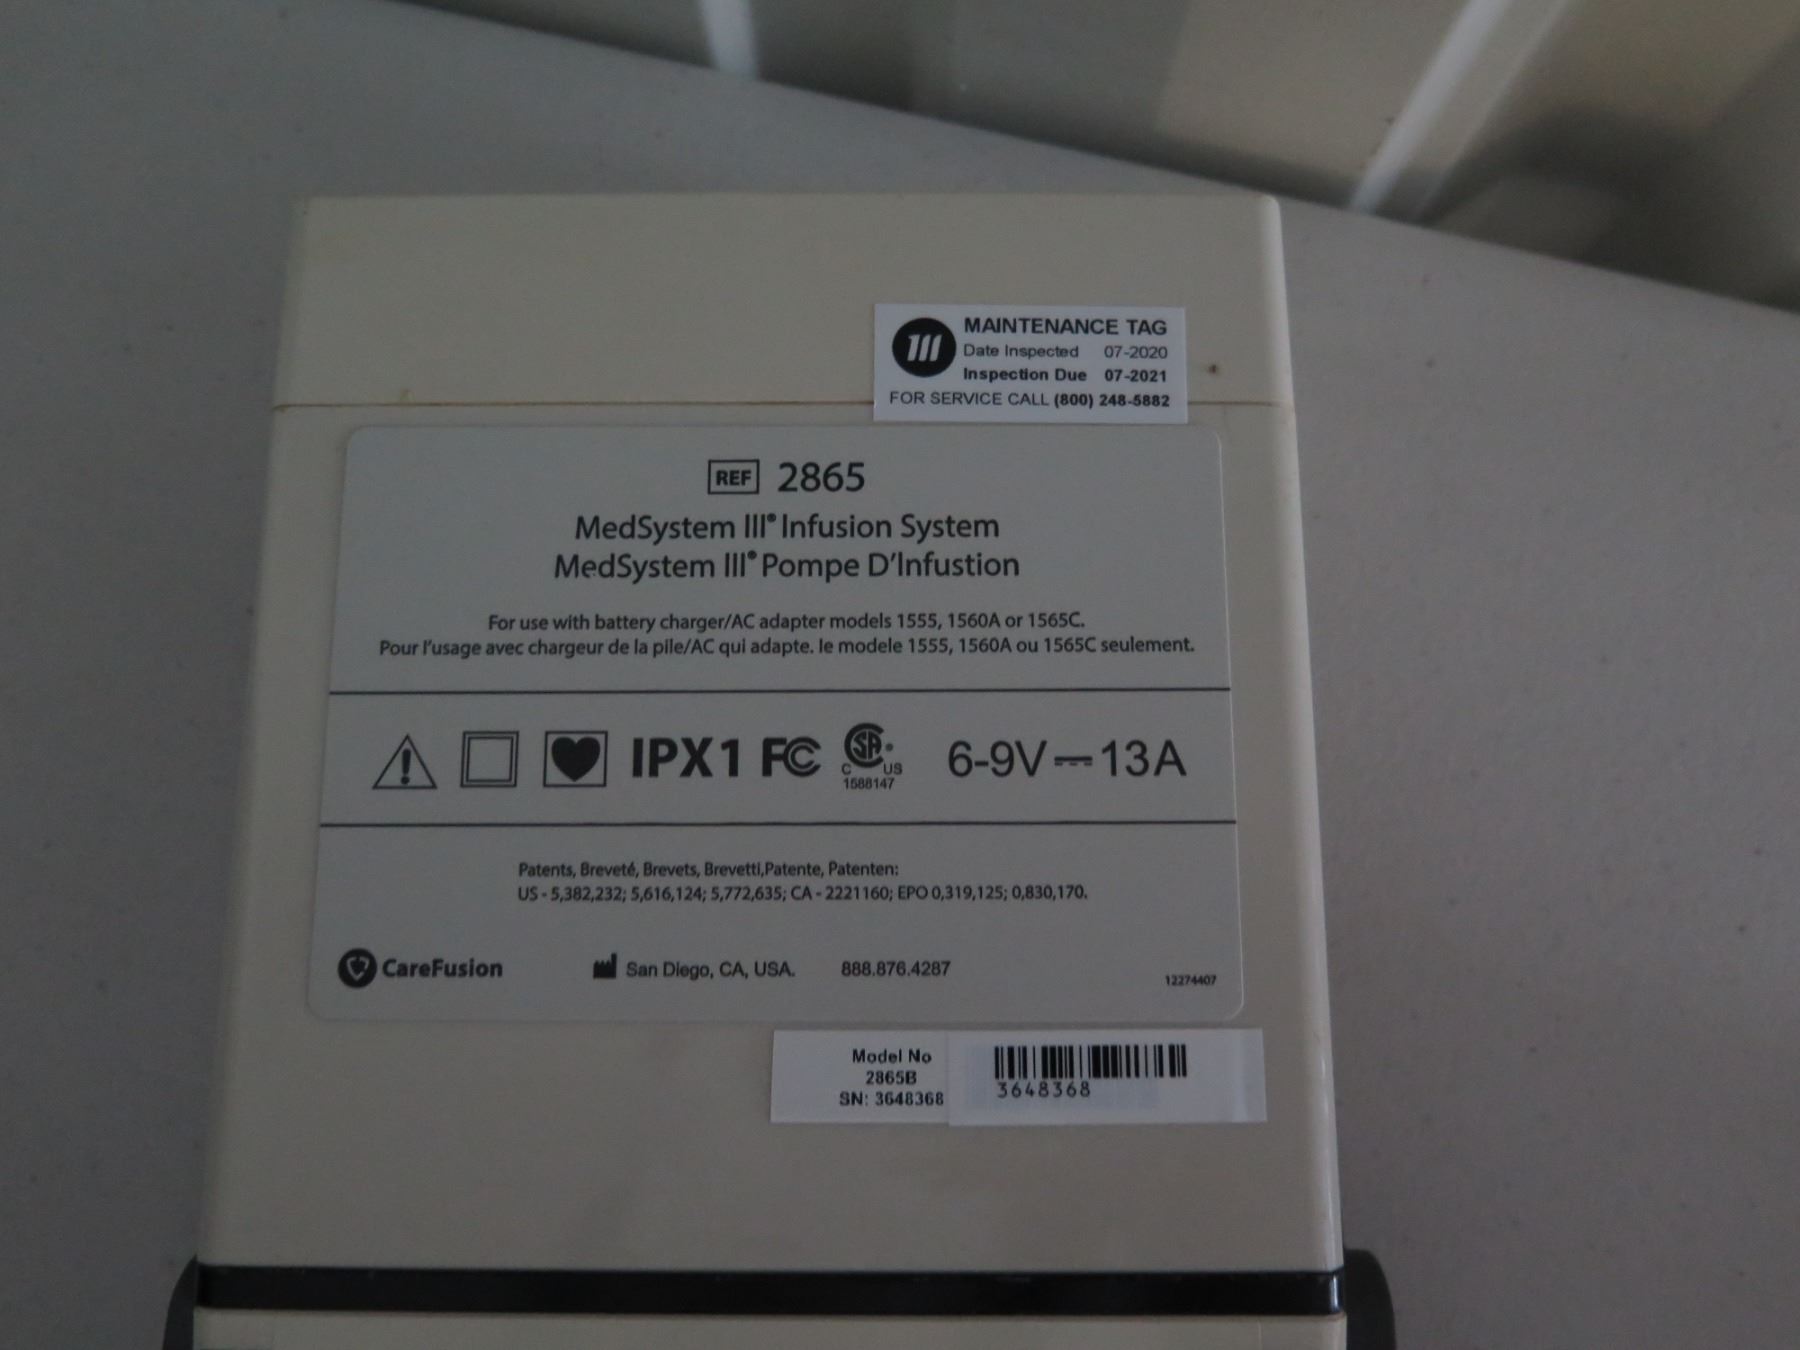 MAINTENANCE TAG
Date Inspected 07-2020
Inspection Due 07-2021
FOR SERVICE CALL (800) 248-5882
REF 2865
MedSystem III® Infusion System
MedSystem III® Pompe D'Infustion
For use with battery charger/AC adapter models 1555, 1560A or 1565C.
Pour l'usage avec chargeur de la pile/AC qui adapte. le modele 1555, 1560A ou 1565C seulement.
IPX1 FC CSA® C US 1588147 6-9V⎓13A
Patents, Breveté, Brevets, Brevetti,Patente, Patenten:
US - 5,382,232; 5,616,124; 5,772,635; CA - 2221160; EPO 0,319,125; 0,830,170.
CareFusion San Diego, CA, USA. 888.876.4287
12274407
Model No
2865B
SN: 3648368
3648368